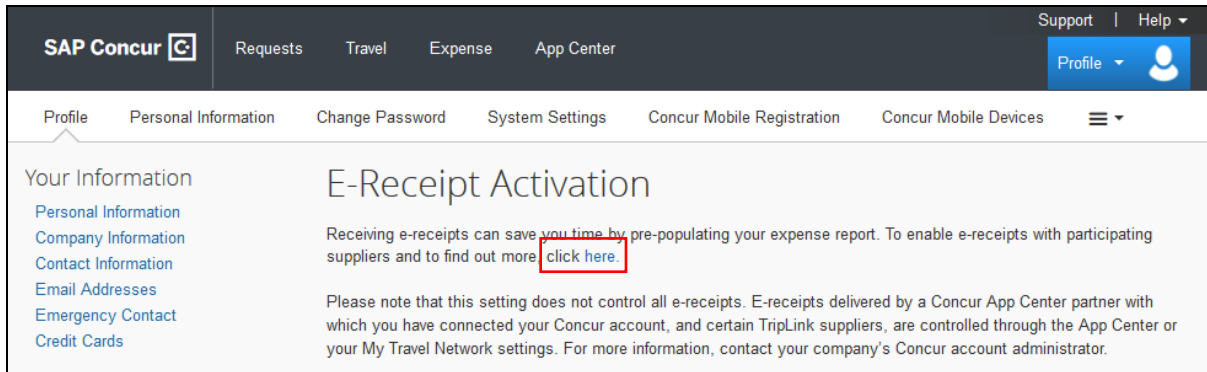 Support | Help
SAP Concur C Requests Travel Expense App Center
Profile
Profile Personal Information Change Password System Settings Concur Mobile Registration Concur Mobile Devices
Your Information
Personal Information
Company Information
Contact Information
Email Addresses
Emergency Contact
Credit Cards
E-Receipt Activation
Receiving e-receipts can save you time by pre-populating your expense report. To enable e-receipts with participating
suppliers and to find out more, click here.
Please note that this setting does not control all e-receipts. E-receipts delivered by a Concur App Center partner with
which you have connected your Concur account, and certain TripLink suppliers, are controlled through the App Center or
your My Travel Network settings. For more information, contact your company's Concur account administrator.